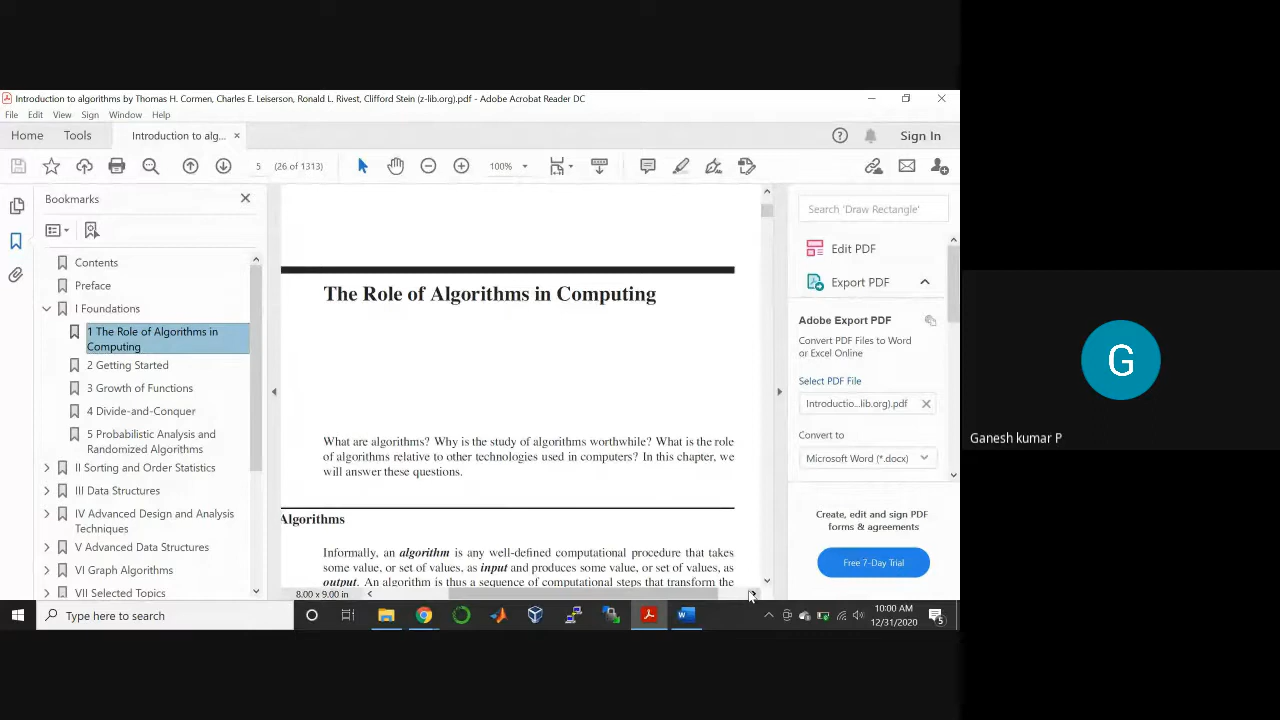 Introduction to algorithms by Thomas H. Cormen, Charles E. Leiserson, Ronald L. Rivest, Clifford Stein (z-lib.org).pdf - Adobe Acrobat Reader DC
File Edit View Sign Window Help
Home Tools Introduction to alg... × Sign In
5 (26 of 1313) 100%
Bookmarks
Contents
Preface
I Foundations
1 The Role of Algorithms in
Computing
2 Getting Started
3 Growth of Functions
4 Divide-and-Conquer
5 Probabilistic Analysis and
Randomized Algorithms
II Sorting and Order Statistics
III Data Structures
IV Advanced Design and Analysis
Techniques
V Advanced Data Structures
VI Graph Algorithms
VII Selected Topics
The Role of Algorithms in Computing
What are algorithms? Why is the study of algorithms worthwhile? What is the role
of algorithms relative to other technologies used in computers? In this chapter, we
will answer these questions.
Algorithms
Informally, an algorithm is any well-defined computational procedure that takes
some value, or set of values, as input and produces some value, or set of values, as
output. An algorithm is thus a sequence of computational steps that transform the
8.00 x 9.00 in
Search 'Draw Rectangle'
Edit PDF
Export PDF
Adobe Export PDF
Convert PDF Files to Word
or Excel Online
Select PDF File
Introductio...lib.org).pdf
Convert to
Microsoft Word (*.docx)
Create, edit and sign PDF
forms & agreements
Free 7-Day Trial
Type here to search
10:00 AM
12/31/2020
5
G
Ganesh kumar P